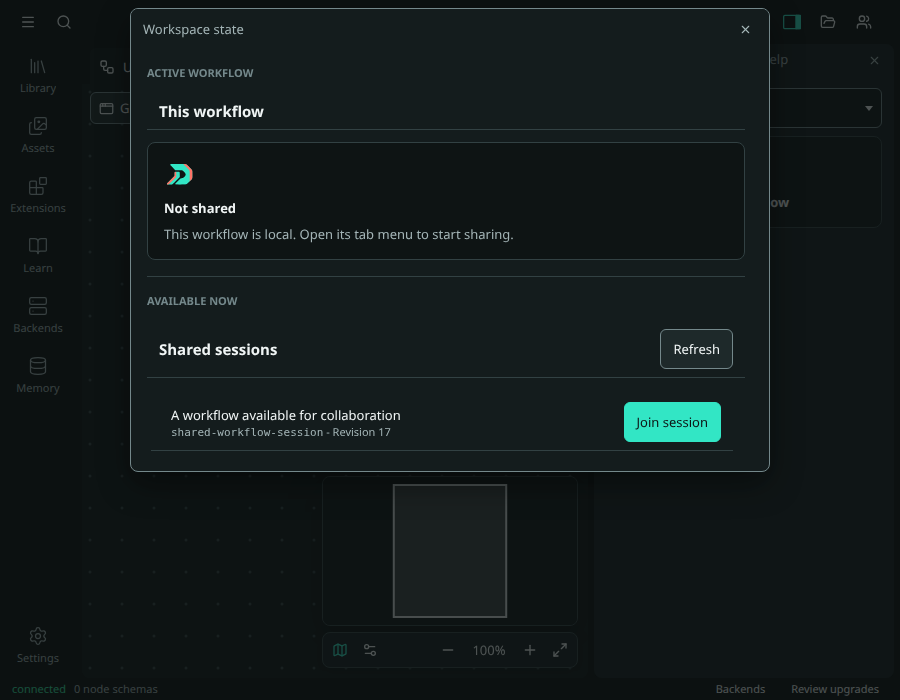 Workspace state
ACTIVE WORKFLOW
This workflow
Not shared
This workflow is local. Open its tab menu to start sharing.
AVAILABLE NOW
Shared sessions
Refresh
A workflow available for collaboration
shared-workflow-session - Revision 17
Join session
Library
Assets
Extensions
Learn
Backends
Memory
Settings
100%
connected
0 node schemas
Backends
Review upgrades